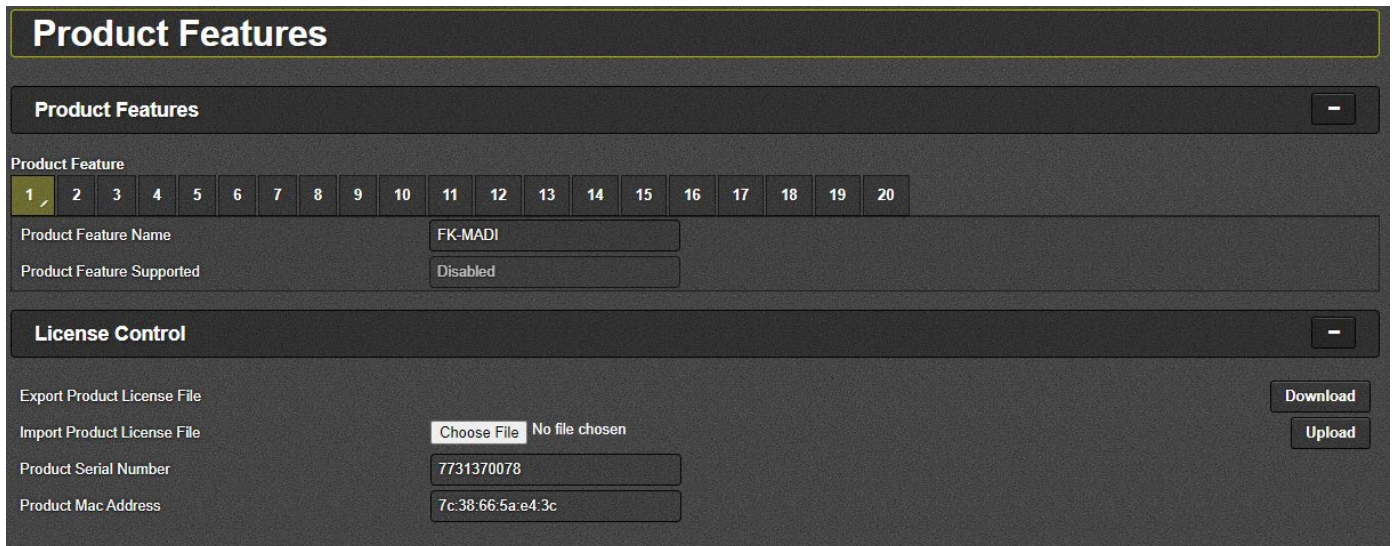 Product Features
Product Features
Product Feature
1 2 3 4 5 6 7 8 9 10 11 12 13 14 15 16 17 18 19 20
Product Feature Name FK-MADI
Product Feature Supported Disabled
License Control
Export Product License File Download
Import Product License File Choose File No file chosen Upload
Product Serial Number 7731370078
Product Mac Address 7c:38:66:5a:e4:3c